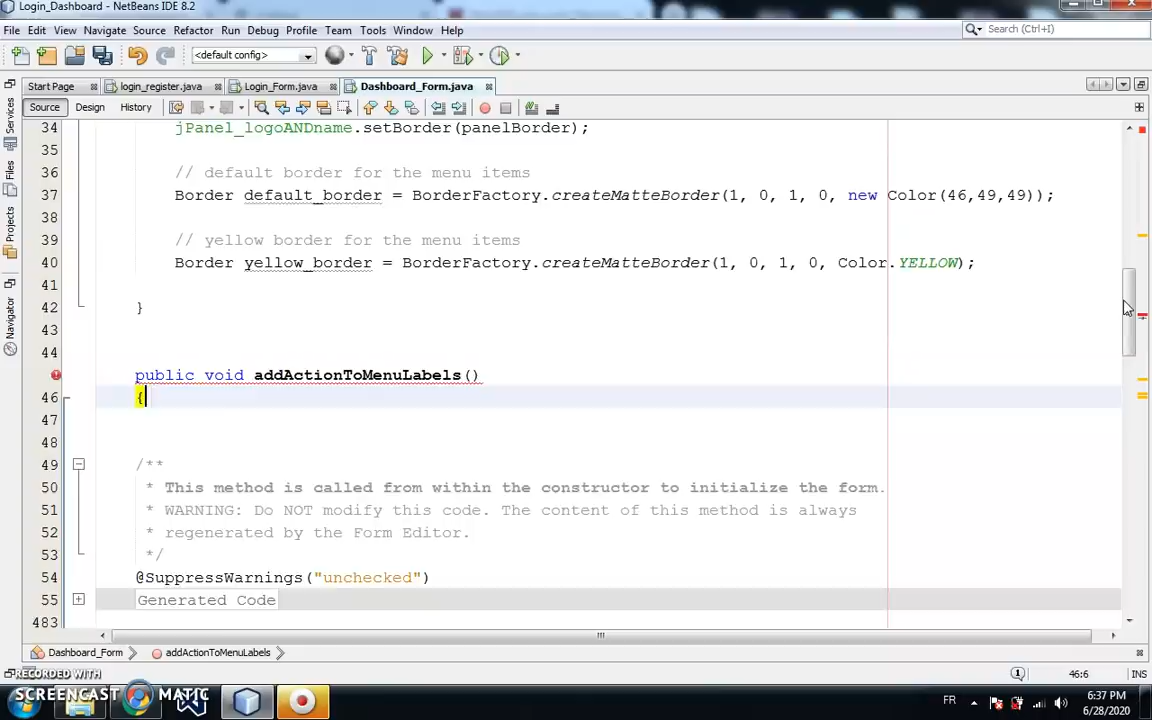 Login_Dashboard - NetBeans IDE 8.2
File Edit View Navigate Source Refactor Run Debug Profile Team Tools Window Help
Search (Ctrl+I)
<default config>
Start Page login_register.java Login_Form.java Dashboard_Form.java
Source Design History
Services
Files
Projects
Navigator
34 jPanel_logoANDname.setBorder(panelBorder);
35
36 // default border for the menu items
37 Border default_border = BorderFactory.createMatteBorder(1, 0, 1, 0, new Color(46,49,49));
38
39 // yellow border for the menu items
40 Border yellow_border = BorderFactory.createMatteBorder(1, 0, 1, 0, Color.YELLOW);
41
42 }
43
44
45 public void addActionToMenuLabels()
46 {
47
48
49 /**
50 * This method is called from within the constructor to initialize the form.
51 * WARNING: Do NOT modify this code. The content of this method is always
52 * regenerated by the Form Editor.
53 */
54 @SuppressWarnings("unchecked")
55 Generated Code
483
Dashboard_Form addActionToMenuLabels
1 46:6 INS
RECORDED WITH
SCREENCAST MATIC
FR 6:37 PM
6/28/2020